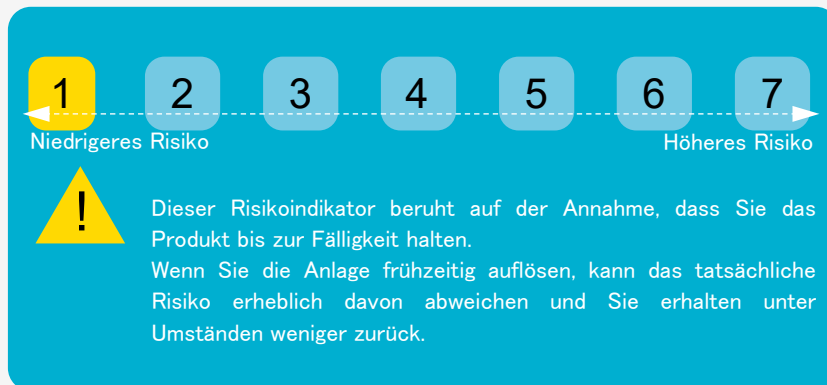 1 2 3 4 5 6 7
Niedrigeres Risiko Höheres Risiko
!
Dieser Risikoindikator beruht auf der Annahme, dass Sie das
Produkt bis zur Fälligkeit halten.
Wenn Sie die Anlage frühzeitig auflösen, kann das tatsächliche
Risiko erheblich davon abweichen und Sie erhalten unter
Umständen weniger zurück.